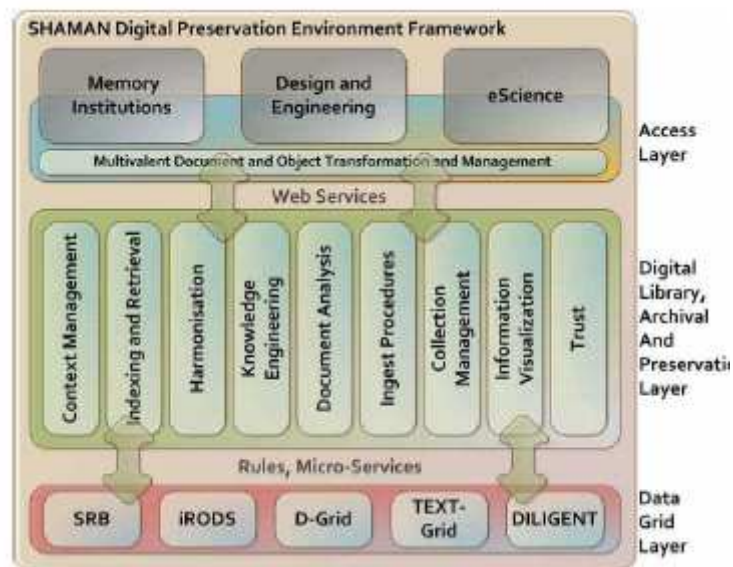 SHAMAN Digital Preservation Environment Framework
Memory
Institutions
Design and
Engineering
eScience
Access
Layer
Multivalent Document and Object Transformation and Management
Web Services
Context Management
Indexing and Retrieval
Harmonisation
Knowledge
Engineering
Document Analysis
Ingest Procedures
Collection
Management
Information
Visualization
Trust
Digital
Library,
Archival
And
Preservatio
Layer
Rules, Micro-Services
SRB
iRODS
D-Grid
TEXT-
Grid
DILIGENT
Data
Grid
Layer